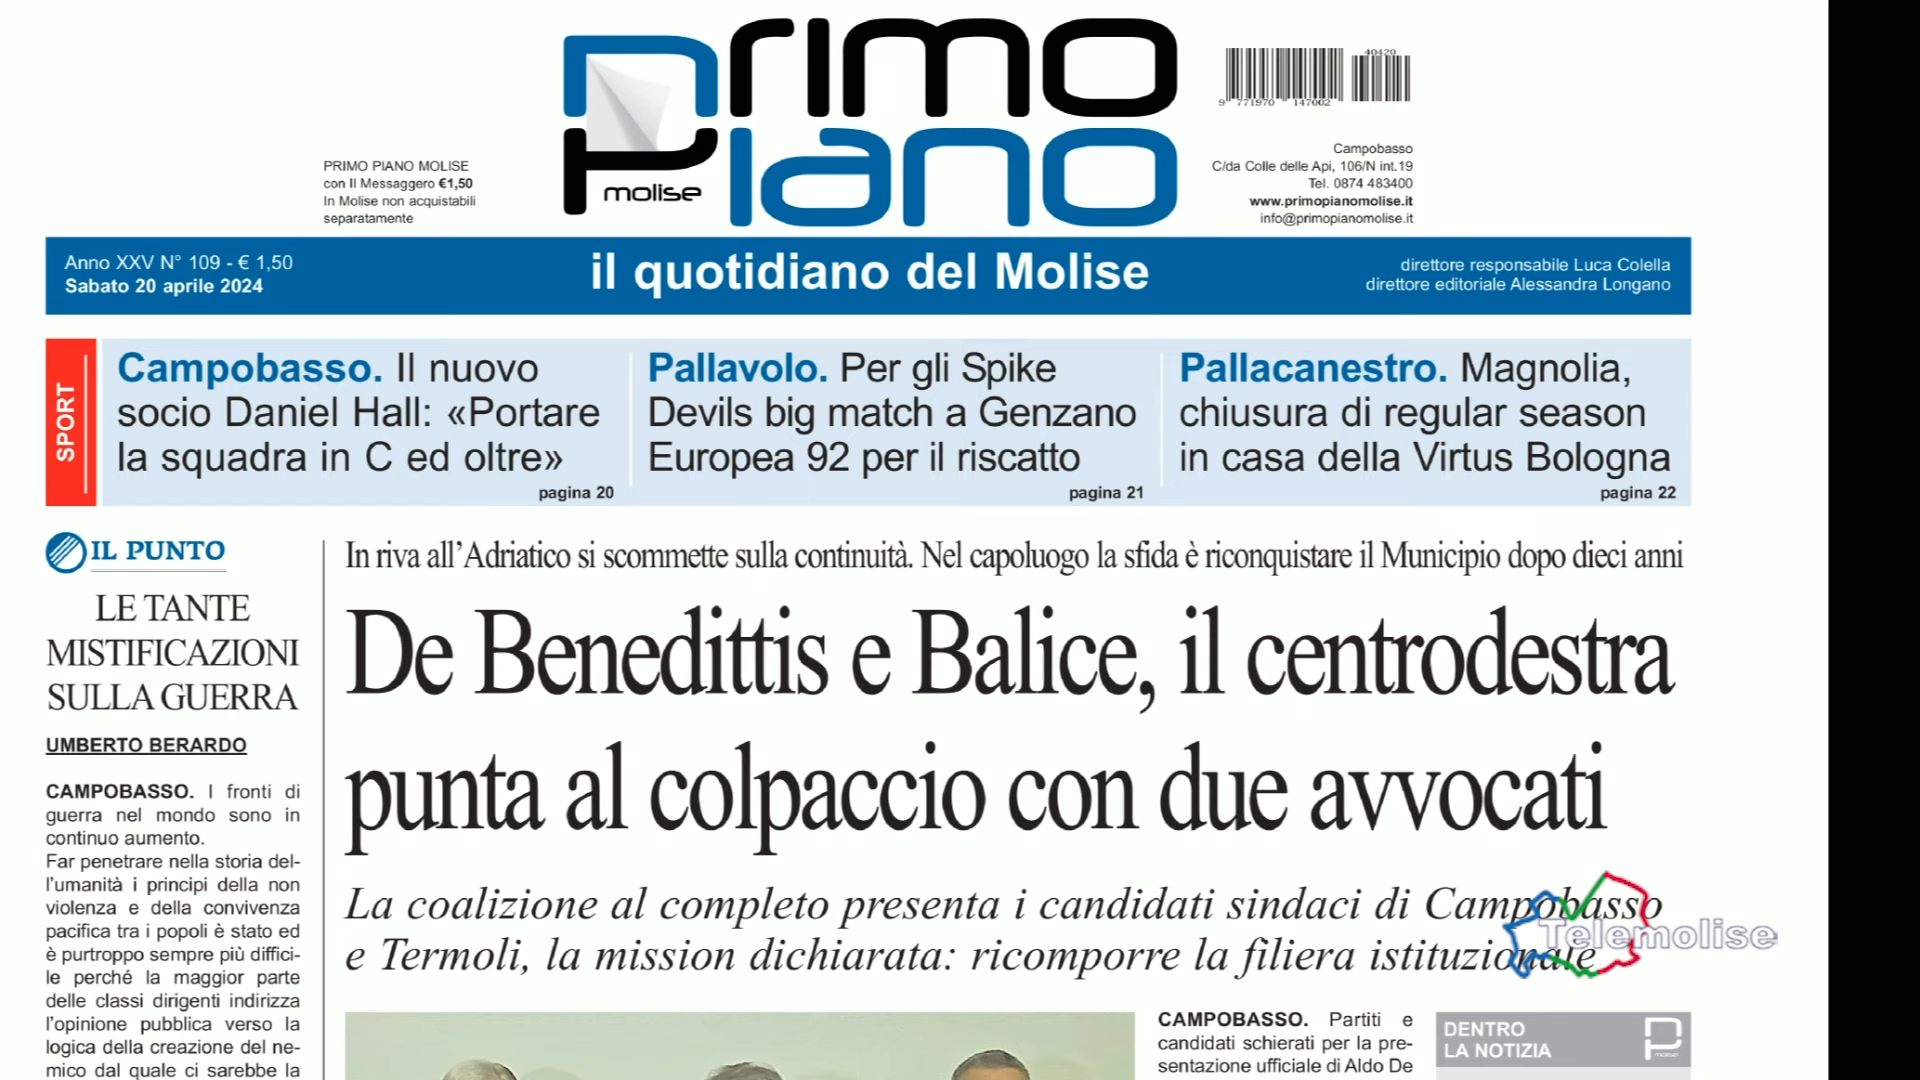 PRIMO
PIANO
molise
9 771970 147002
40420
PRIMO PIANO MOLISE
con Il Messaggero €1,50
In Molise non acquistabili
separatamente
Campobasso
C/da Colle delle Api, 106/N int.19
Tel. 0874 483400
www.primopianomolise.it
info@primopianomolise.it
Anno XXV N° 109 - € 1,50
Sabato 20 aprile 2024
il quotidiano del Molise
direttore responsabile Luca Colella
direttore editoriale Alessandra Longano
SPORT
Campobasso. Il nuovo
socio Daniel Hall: «Portare
la squadra in C ed oltre»
pagina 20
Pallavolo. Per gli Spike
Devils big match a Genzano
Europea 92 per il riscatto
pagina 21
Pallacanestro. Magnolia,
chiusura di regular season
in casa della Virtus Bologna
pagina 22
IL PUNTO
LE TANTE
MISTIFICAZIONI
SULLA GUERRA
UMBERTO BERARDO
CAMPOBASSO. I fronti di
guerra nel mondo sono in
continuo aumento.
Far penetrare nella storia del-
l'umanità i principi della non
violenza e della convivenza
pacifica tra i popoli è stato ed
è purtroppo sempre più diffici-
le perché la maggior parte
delle classi dirigenti indirizza
l'opinione pubblica verso la
logica della creazione del ne-
mico dal quale ci sarebbe la
In riva all'Adriatico si scommette sulla continuità. Nel capoluogo la sfida è riconquistare il Municipio dopo dieci anni
De Benedittis e Balice, il centrodestra
punta al colpaccio con due avvocati
La coalizione al completo presenta i candidati sindaci di Campobasso
e Termoli, la mission dichiarata: ricomporre la filiera istituzionale
Telemolise
CAMPOBASSO. Partiti e
candidati schierati per la pre-
sentazione ufficiale di Aldo De
DENTRO
LA NOTIZIA
molise